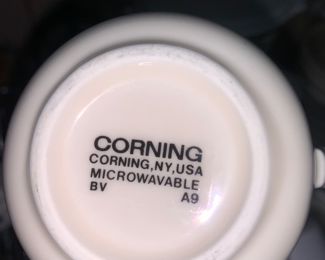 CORNING
CORNING,NY,USA
MICROWAVABLE
BV A9